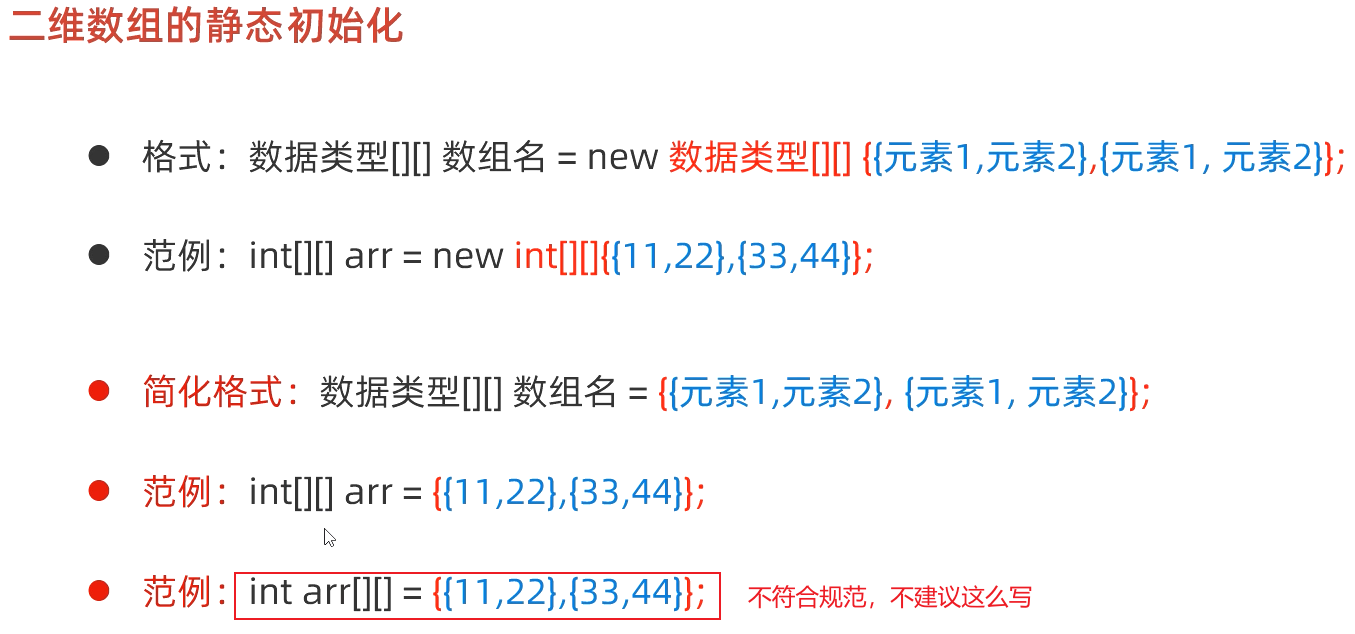 二维数组的静态初始化
格式：数据类型[][] 数组名 = new 数据类型[][] {{元素1,元素2},{元素1, 元素2}};
范例：int[][] arr = new int[][]{{11,22},{33,44}};
简化格式：数据类型[][] 数组名 = {{元素1,元素2}, {元素1, 元素2}};
范例：int[][] arr = {{11,22},{33,44}};
范例：int arr[][] = {{11,22},{33,44}}; 不符合规范，不建议这么写